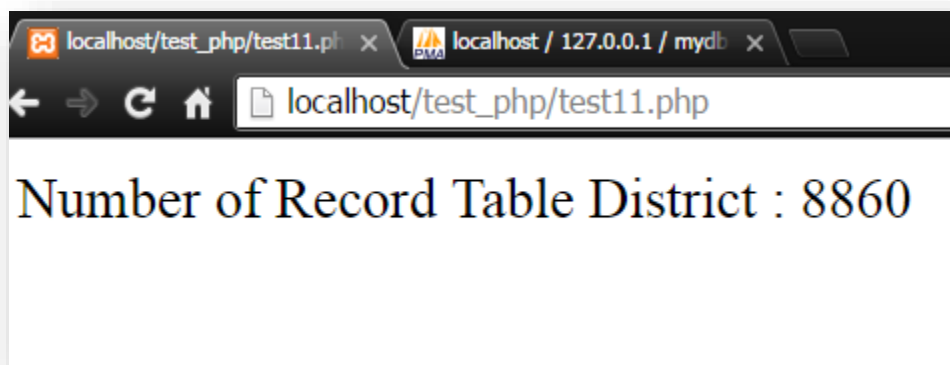 localhost/test_php/test11.ph
localhost / 127.0.0.1 / mydb
PMA
localhost/test_php/test11.php
Number of Record Table District : 8860